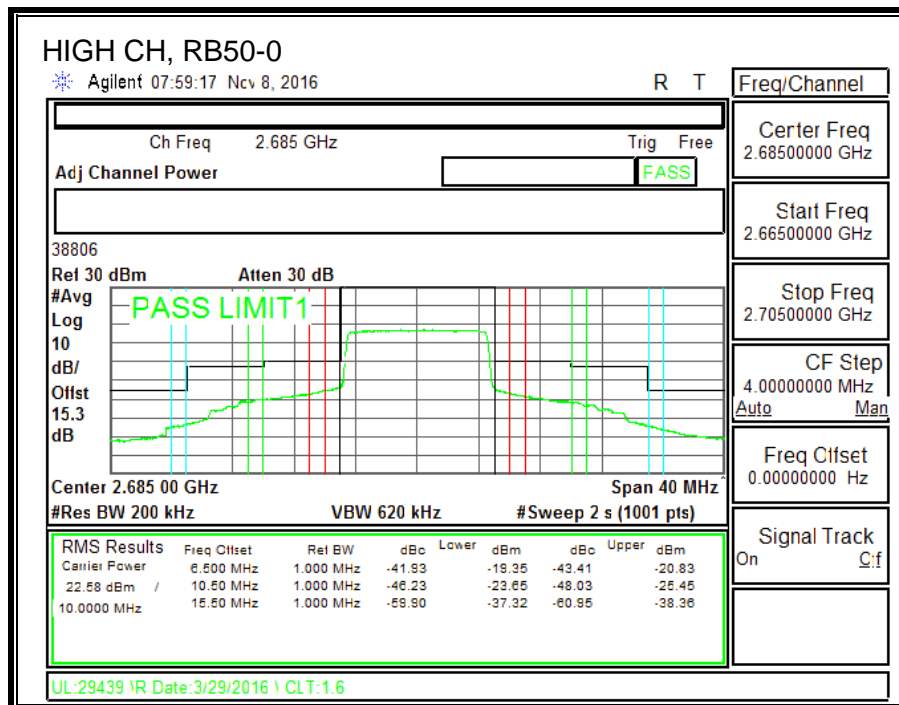 HIGH CH, RB50-0
Agilent 07:59:17 Nov 8, 2016 R T
Freq/Channel
Ch Freq 2.685 GHz Trig Free
Adj Channel Power PASS
Center Freq
2.68500000 GHz
Start Freq
2.66500000 GHz
Stop Freq
2.70500000 GHz
CF Step
4.00000000 MHz
Auto Man
Freq Offset
0.00000000 Hz
Signal Track
On Off
38806
Ref 30 dBm Atten 30 dB
#Avg
Log
10
dB/
Offst
15.3
dB
PASS LIMIT1
Center 2.685 00 GHz Span 40 MHz
#Res BW 200 kHz VBW 620 kHz #Sweep 2 s (1001 pts)
RMS Results Freq Offset Ref BW dBc Lower dBm dBc Upper dBm
Carrier Power 6.500 MHz 1.000 MHz -41.93 -19.35 -43.41 -20.83
22.58 dBm / 10.50 MHz 1.000 MHz -46.23 -23.65 -48.03 -25.45
10.0000 MHz 15.50 MHz 1.000 MHz -59.90 -37.32 -60.95 -38.36
UL:29439 \R Date:3/29/2016 \ CLT:1.6